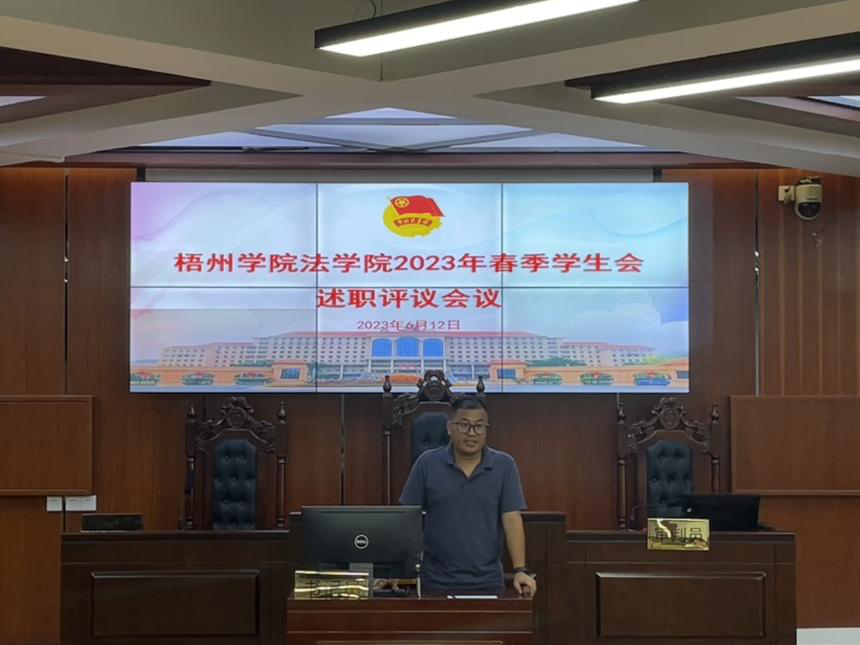 梧州学院法学院2023年春季学生会
述职评议会议
2023年6月12日
DELL
审判员